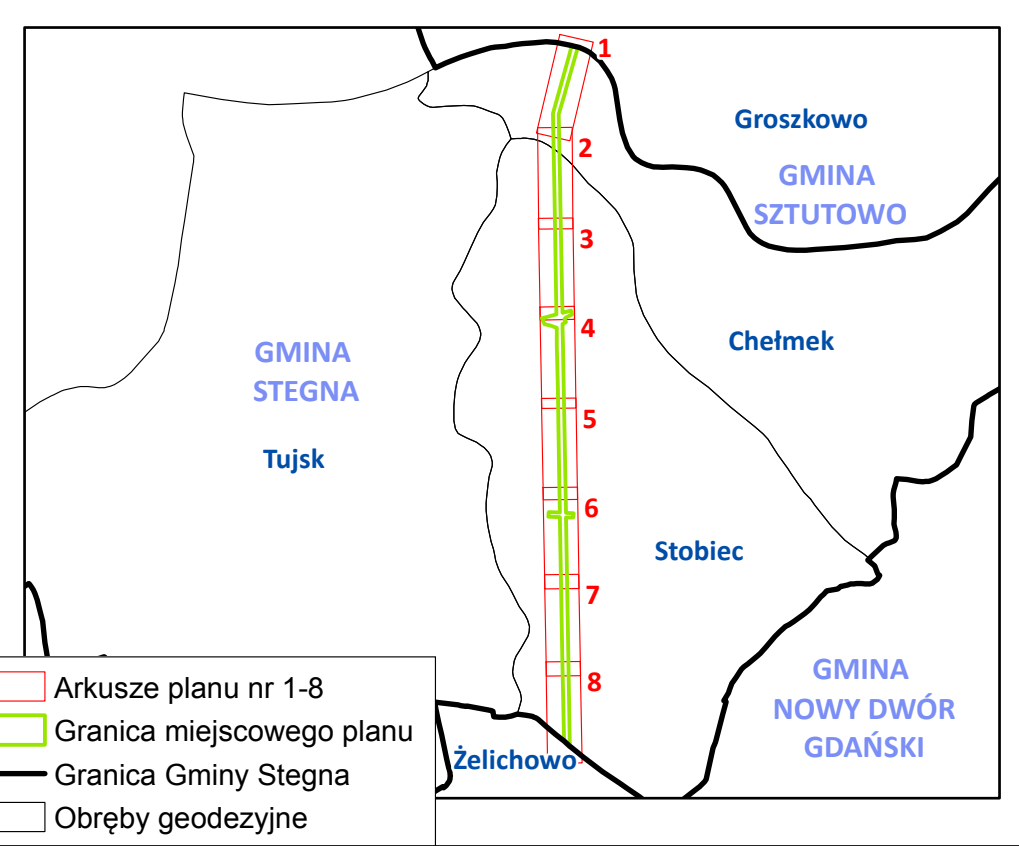 1
Groszkowo
2
GMINA
SZTUTOWO
3
4
Chełmek
GMINA
STEGNA
5
Tujsk
6
Stobiec
7
8
GMINA
NOWY DWÓR
GDAŃSKI
Żelichowo
Arkusze planu nr 1-8
Granica miejscowego planu
Granica Gminy Stegna
Obręby geodezyjne